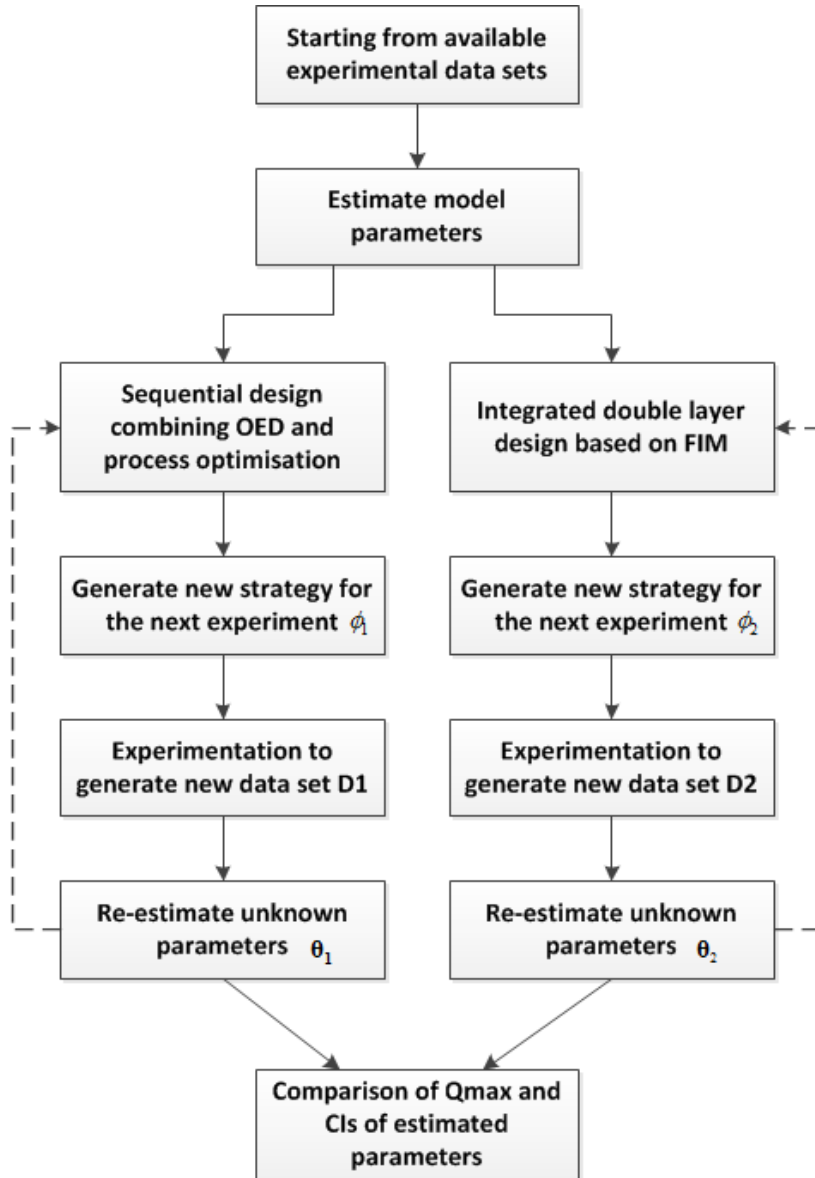 Starting from available
experimental data sets
Estimate model
parameters
Sequential design
combining OED and
process optimisation
Generate new strategy for
the next experiment ϕ₁
Experimentation to
generate new data set D1
Re-estimate unknown
parameters θ₁
Integrated double layer
design based on FIM
Generate new strategy for
the next experiment ϕ₂
Experimentation to
generate new data set D2
Re-estimate unknown
parameters θ₂
Comparison of Qmax and
CIs of estimated
parameters